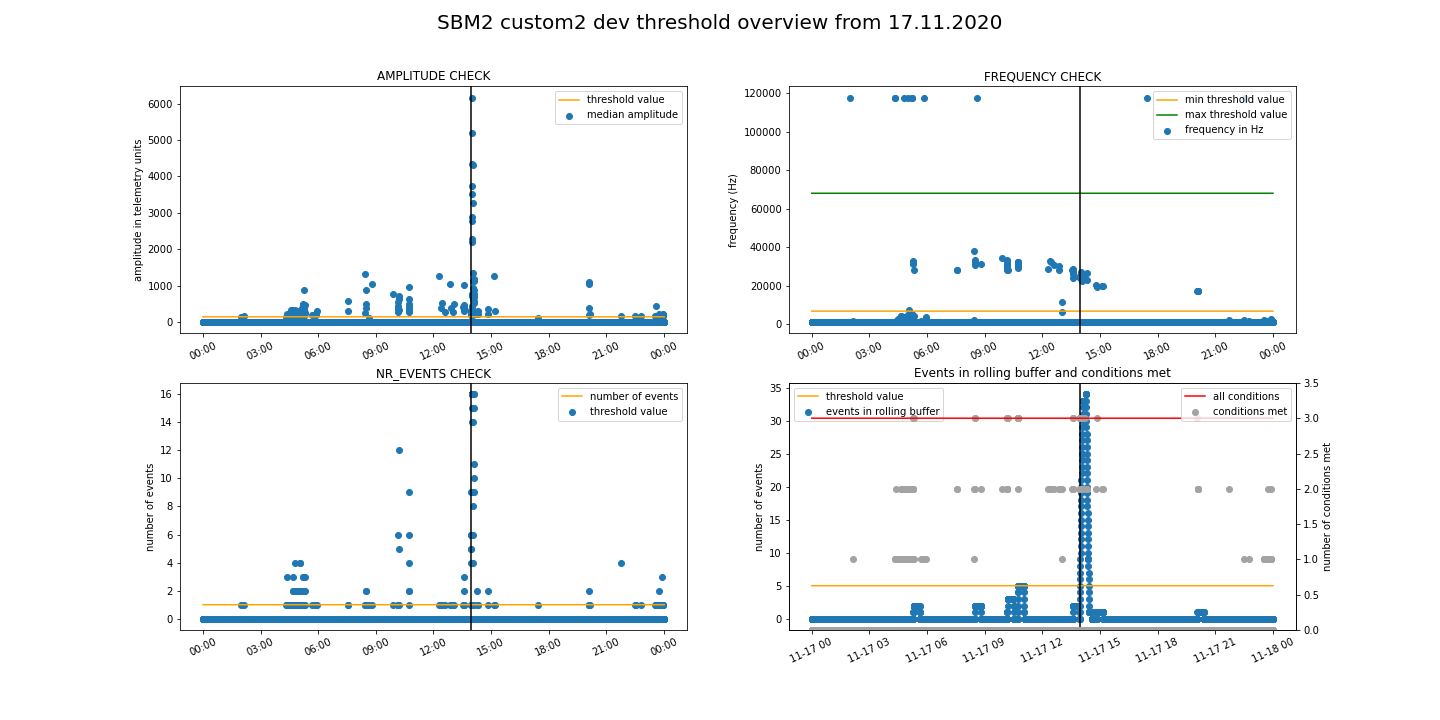 SBM2 custom2 dev threshold overview from 17.11.2020
AMPLITUDE CHECK
amplitude in telemetry units
6000
5000
4000
3000
2000
1000
0
threshold value
median amplitude
00:00 03:00 06:00 09:00 12:00 15:00 18:00 21:00 00:00
FREQUENCY CHECK
frequency (Hz)
120000
100000
80000
60000
40000
20000
0
min threshold value
max threshold value
frequency in Hz
00:00 03:00 06:00 09:00 12:00 15:00 18:00 21:00 00:00
NR_EVENTS CHECK
number of events
16
14
12
10
8
6
4
2
0
number of events
threshold value
00:00 03:00 06:00 09:00 12:00 15:00 18:00 21:00 00:00
Events in rolling buffer and conditions met
number of events
35
30
25
20
15
10
5
0
threshold value
events in rolling buffer
all conditions
conditions met
3.5
3.0
2.5
2.0
1.5
1.0
0.5
0.0
number of conditions met
11-17 00 11-17 03 11-17 06 11-17 09 11-17 12 11-17 15 11-17 18 11-17 21 11-18 00